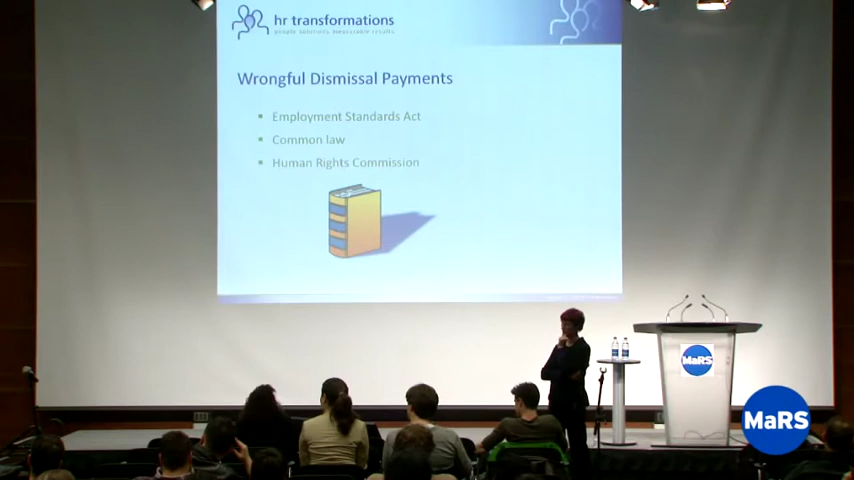 hr transformations
people solutions. measurable results
Wrongful Dismissal Payments
Employment Standards Act
Common law
Human Rights Commission
MaRS
MaRS